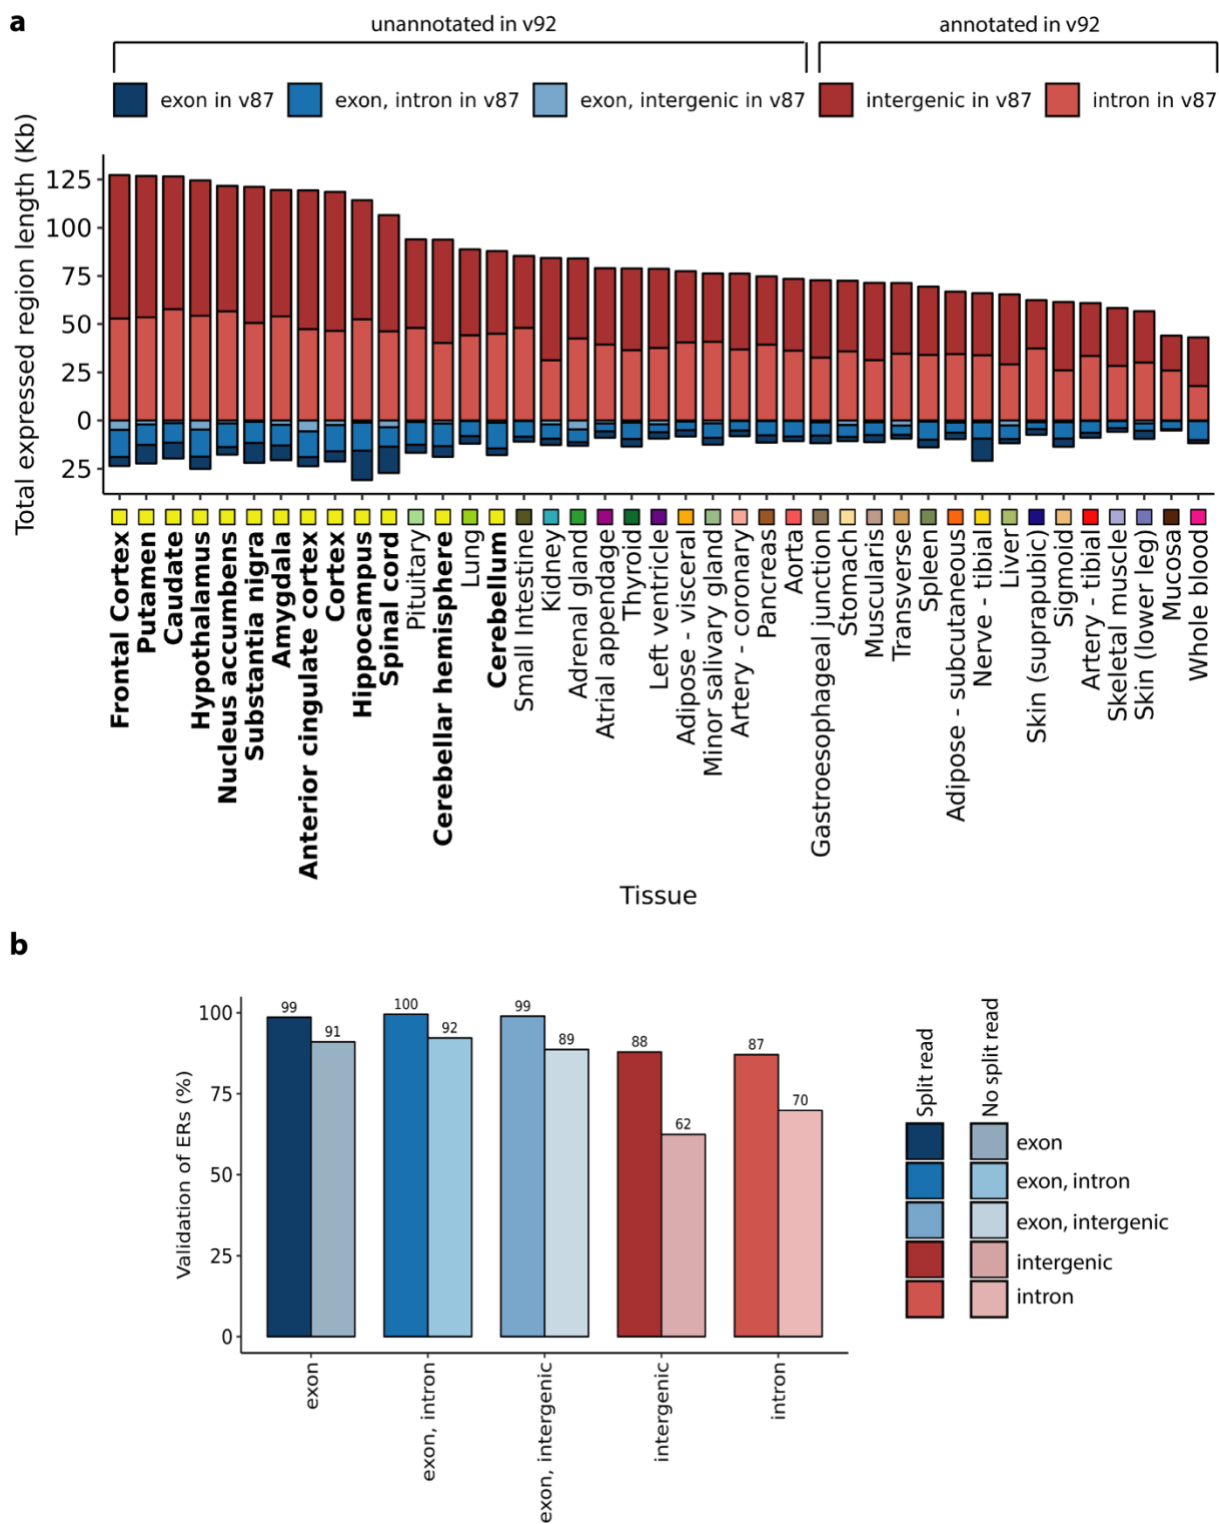 a
unannotated in v92
annotated in v92
exon in v87
exon, intron in v87
exon, intergenic in v87
intergenic in v87
intron in v87
Total expressed region length (Kb)
125
100
75
50
25
0
25
Frontal Cortex
Putamen
Caudate
Hypothalamus
Nucleus accumbens
Substantia nigra
Amygdala
Anterior cingulate cortex
Cortex
Hippocampus
Spinal cord
Pituitary
Cerebellar hemisphere
Lung
Cerebellum
Small Intestine
Kidney
Adrenal gland
Atrial appendage
Thyroid
Left ventricle
Adipose - visceral
Minor salivary gland
Artery - coronary
Pancreas
Aorta
Gastroesophageal junction
Stomach
Muscularis
Transverse
Spleen
Adipose - subcutaneous
Nerve - tibial
Liver
Skin (suprapubic)
Sigmoid
Artery - tibial
Skeletal muscle
Skin (lower leg)
Mucosa
Whole blood
Tissue
b
Validation of ERs (%)
100
75
50
25
0
99
91
100
92
99
89
88
62
87
70
exon
exon, intron
exon, intergenic
intergenic
intron
Split read
No split read
exon
exon, intron
exon, intergenic
intergenic
intron